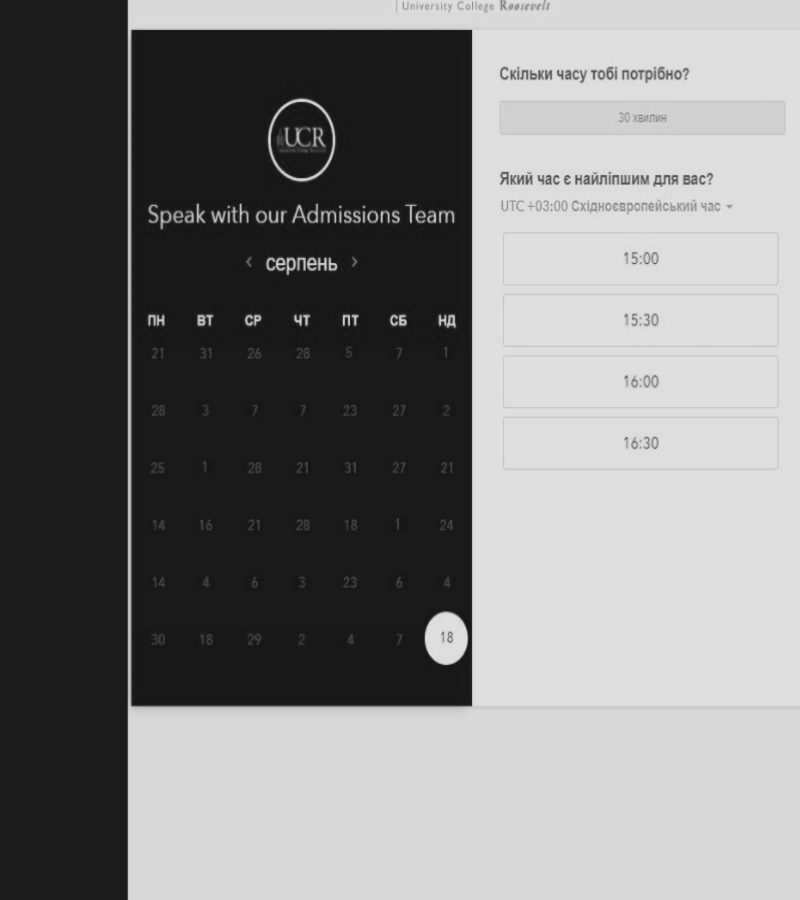 University College Roosevelt
UCR
Speak with our Admissions Team
‹ серпень ›
ПН ВТ СР ЧТ ПТ СБ НД
21 31 26 28 5 7 1
28 3 7 7 23 27 2
25 1 28 21 31 27 21
14 16 21 28 18 1 24
14 4 6 3 23 6 4
30 18 29 2 4 7 18
Скільки часу тобі потрібно?
30 хвилин
Який час є найліпшим для вас?
UTC +03:00 Східноєвропейський час
15:00
15:30
16:00
16:30